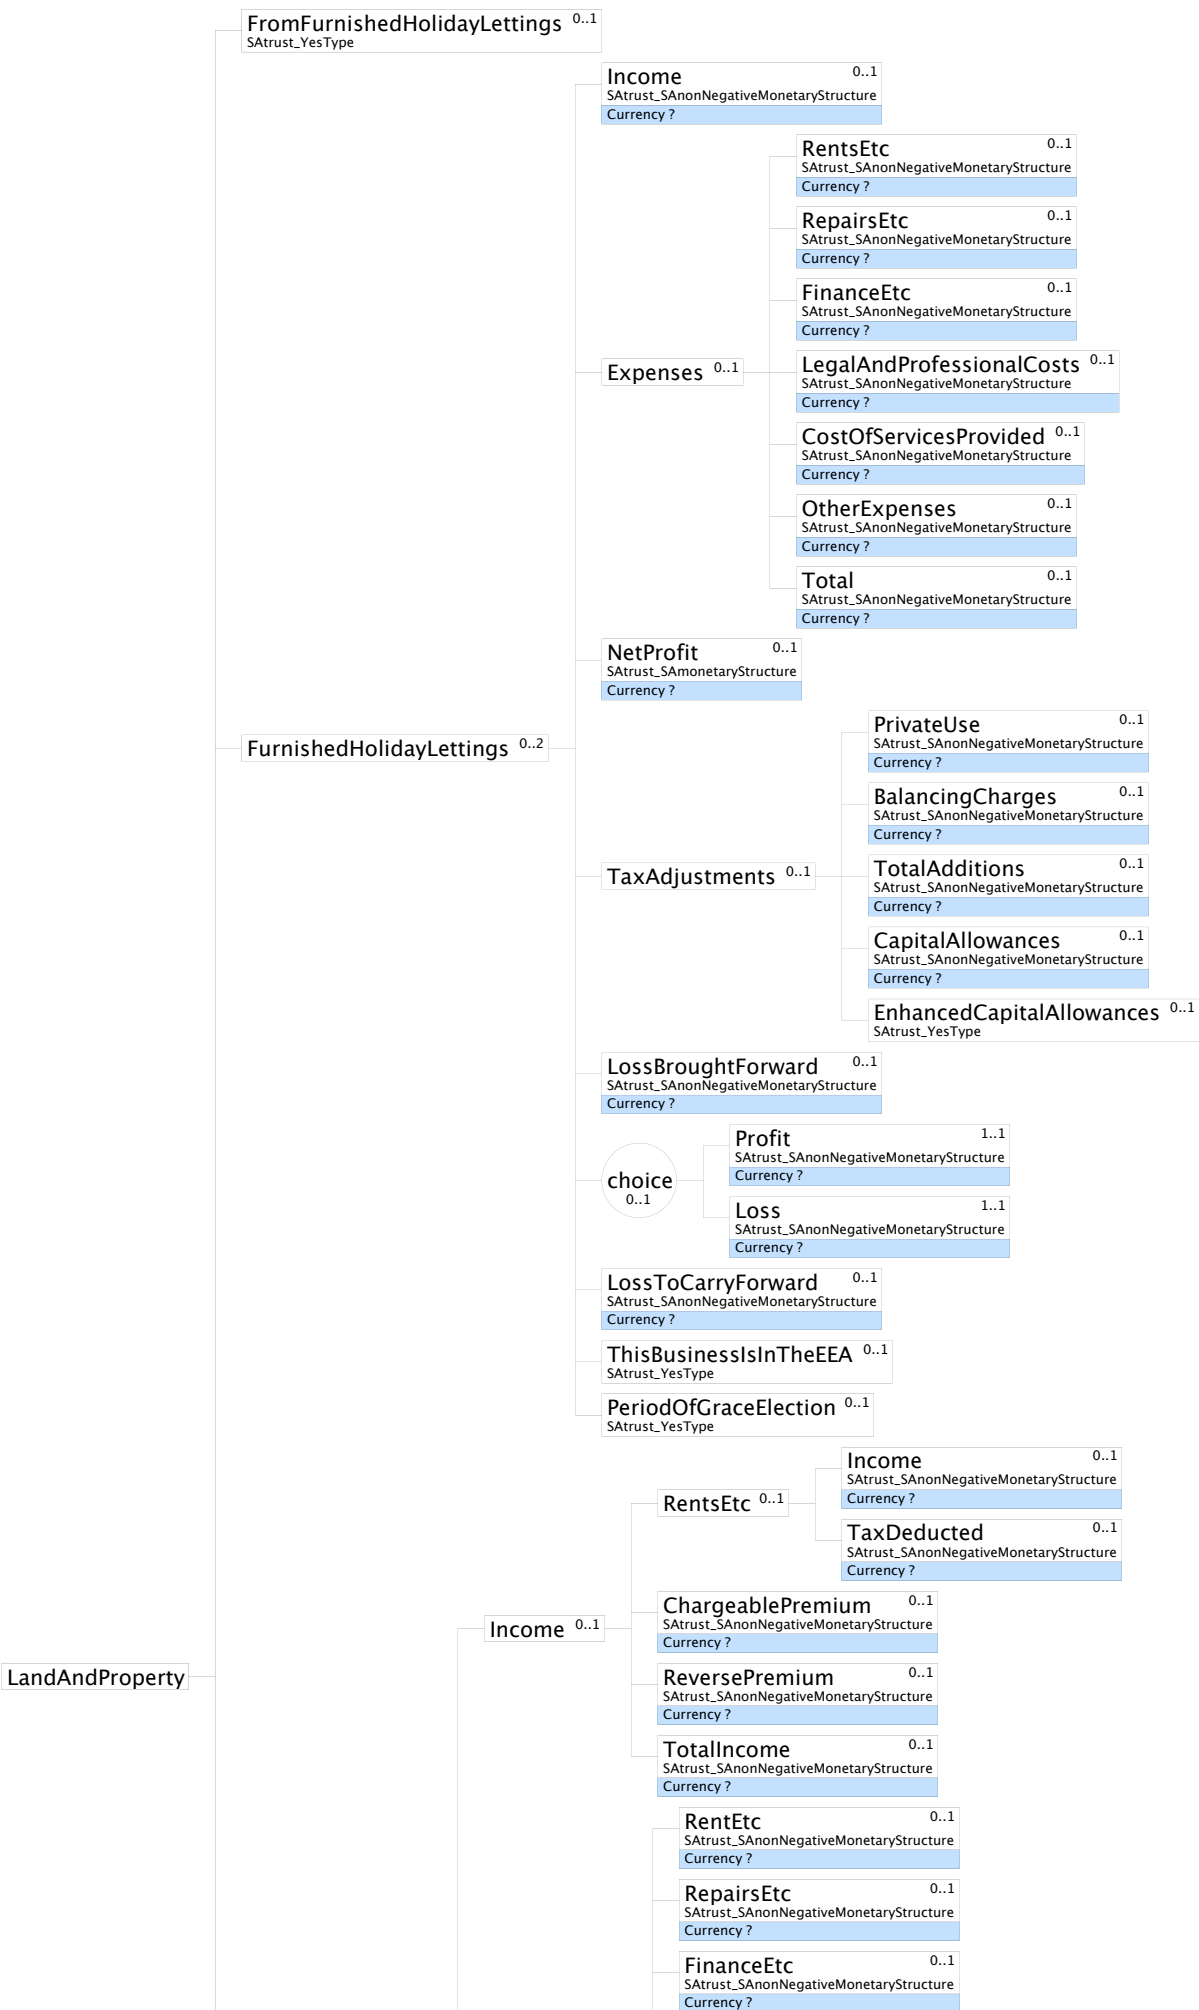 FromFurnishedHolidayLettings 0..1
SAtrust_YesType
Income 0..1
SAtrust_SAnonNegativeMonetaryStructure
Currency ?
RentsEtc 0..1
SAtrust_SAnonNegativeMonetaryStructure
Currency ?
RepairsEtc 0..1
SAtrust_SAnonNegativeMonetaryStructure
Currency ?
FinanceEtc 0..1
SAtrust_SAnonNegativeMonetaryStructure
Currency ?
Expenses 0..1
LegalAndProfessionalCosts 0..1
SAtrust_SAnonNegativeMonetaryStructure
Currency ?
CostOfServicesProvided 0..1
SAtrust_SAnonNegativeMonetaryStructure
Currency ?
OtherExpenses 0..1
SAtrust_SAnonNegativeMonetaryStructure
Currency ?
Total 0..1
SAtrust_SAnonNegativeMonetaryStructure
Currency ?
NetProfit 0..1
SAtrust_SAmonetaryStructure
Currency ?
FurnishedHolidayLettings 0..2
PrivateUse 0..1
SAtrust_SAnonNegativeMonetaryStructure
Currency ?
BalancingCharges 0..1
SAtrust_SAnonNegativeMonetaryStructure
Currency ?
TaxAdjustments 0..1
TotalAdditions 0..1
SAtrust_SAnonNegativeMonetaryStructure
Currency ?
CapitalAllowances 0..1
SAtrust_SAnonNegativeMonetaryStructure
Currency ?
EnhancedCapitalAllowances 0..1
SAtrust_YesType
LossBroughtForward 0..1
SAtrust_SAnonNegativeMonetaryStructure
Currency ?
choice
0..1
Profit 1..1
SAtrust_SAnonNegativeMonetaryStructure
Currency ?
Loss 1..1
SAtrust_SAnonNegativeMonetaryStructure
Currency ?
LossToCarryForward 0..1
SAtrust_SAnonNegativeMonetaryStructure
Currency ?
ThisBusinessIsInTheEEA 0..1
SAtrust_YesType
PeriodOfGraceElection 0..1
SAtrust_YesType
RentsEtc 0..1
Income 0..1
SAtrust_SAnonNegativeMonetaryStructure
Currency ?
TaxDeducted 0..1
SAtrust_SAnonNegativeMonetaryStructure
Currency ?
Income 0..1
ChargeablePremium 0..1
SAtrust_SAnonNegativeMonetaryStructure
Currency ?
LandAndProperty
ReversePremium 0..1
SAtrust_SAnonNegativeMonetaryStructure
Currency ?
TotalIncome 0..1
SAtrust_SAnonNegativeMonetaryStructure
Currency ?
RentEtc 0..1
SAtrust_SAnonNegativeMonetaryStructure
Currency ?
RepairsEtc 0..1
SAtrust_SAnonNegativeMonetaryStructure
Currency ?
FinanceEtc 0..1
SAtrust_SAnonNegativeMonetaryStructure
Currency ?